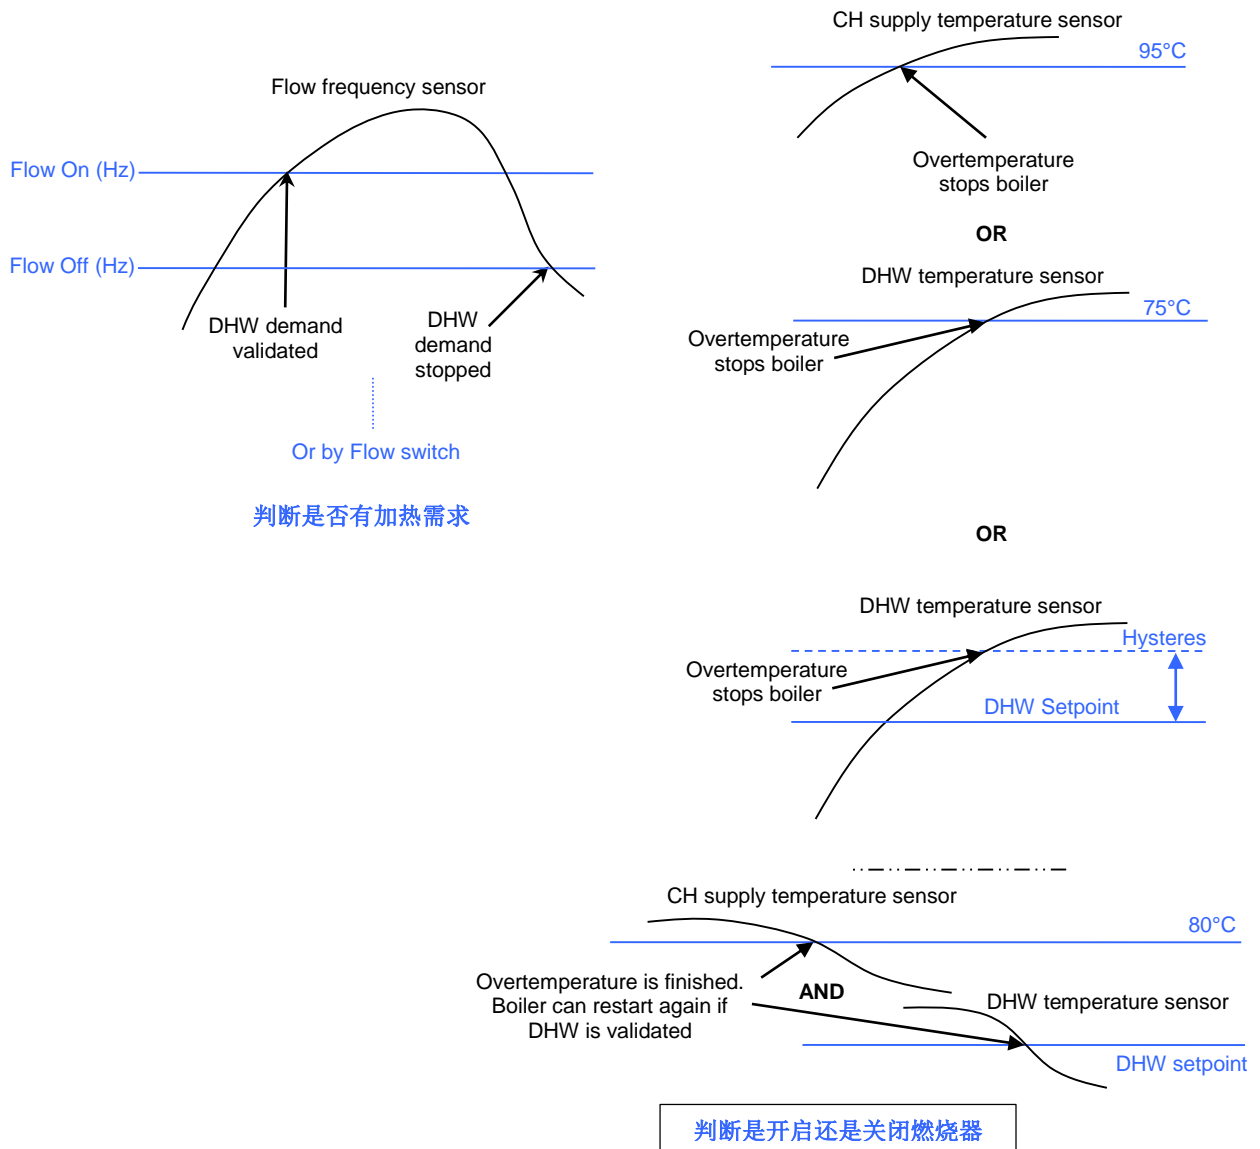 Flow frequency sensor
Flow On (Hz)
Flow Off (Hz)
DHW demand
validated
DHW
demand
stopped
Or by Flow switch
判断是否有加热需求
CH supply temperature sensor
95°C
Overtemperature
stops boiler
OR
DHW temperature sensor
75°C
Overtemperature
stops boiler
OR
DHW temperature sensor
Hysteres
Overtemperature
stops boiler
DHW Setpoint
CH supply temperature sensor
80°C
Overtemperature is finished.
Boiler can restart again if
DHW is validated
AND
DHW temperature sensor
DHW setpoint
判断是开启还是关闭燃烧器